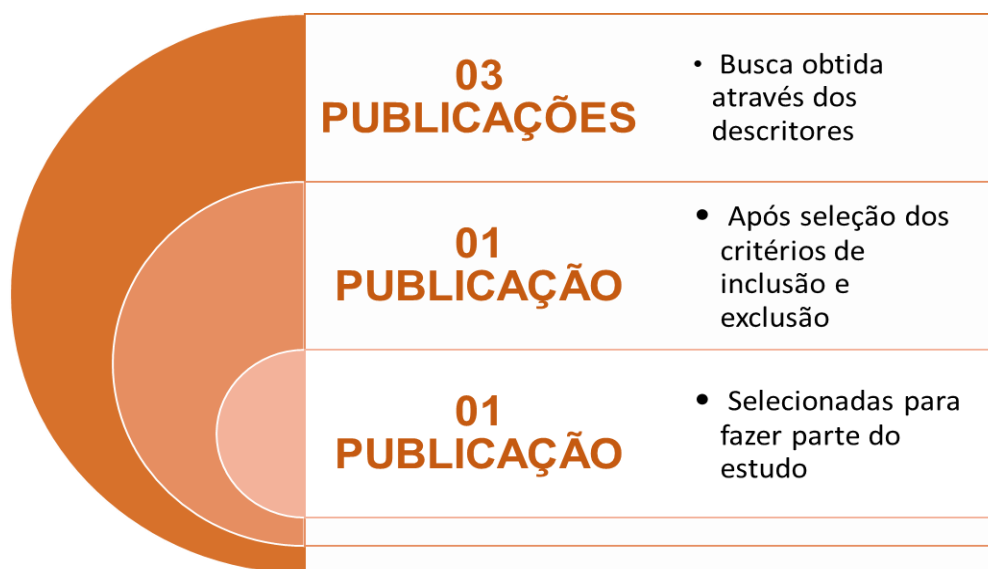 03
PUBLICAÇÕES
• Busca obtida
através dos
descritores
01
PUBLICAÇÃO
• Após seleção dos
critérios de
inclusão e
exclusão
01
PUBLICAÇÃO
• Selecionadas para
fazer parte do
estudo